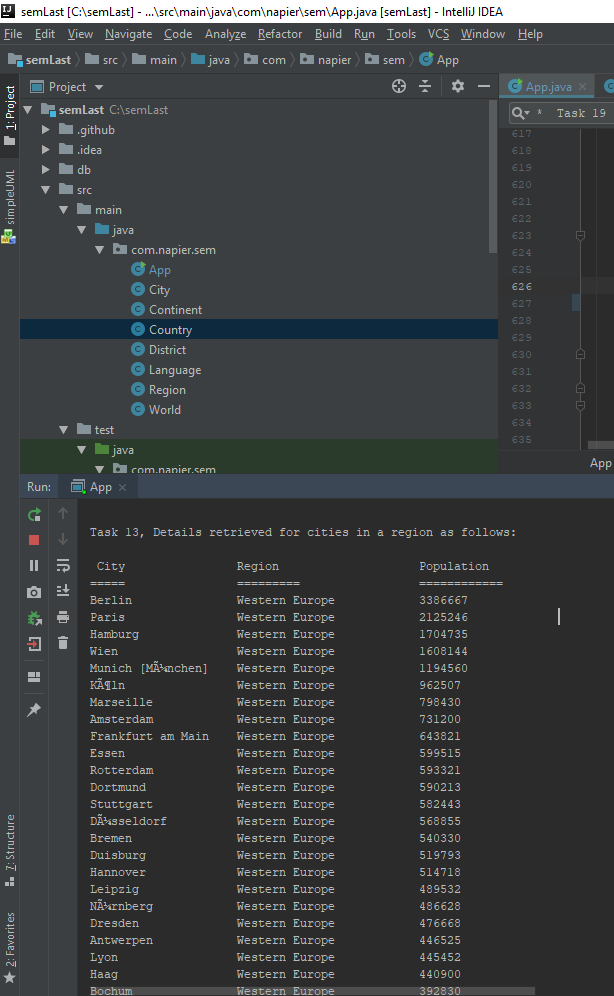 semLast [C:\semLast] - ...\src\main\java\com\napier\sem\App.java [semLast] - IntelliJ IDEA
File Edit View Navigate Code Analyze Refactor Build Run Tools VCS Window Help
semLast src main java com napier sem App
1: Project
simpleUML
7: Structure
2: Favorites
Project
App.java
semLast C:\semLast
* Task 19
.github
.idea
db
src
main
java
com.napier.sem
App
City
Continent
Country
District
Language
Region
World
test
java
com.napier.sem
617
618
619
620
621
622
623
624
625
626
627
628
629
630
631
632
633
634
635
App
Run: App
Task 13, Details retrieved for cities in a region as follows:
City Region Population
===== ========= ============
Berlin Western Europe 3386667
Paris Western Europe 2125246
Hamburg Western Europe 1704735
Wien Western Europe 1608144
Munich [München] Western Europe 1194560
Köln Western Europe 962507
Marseille Western Europe 798430
Amsterdam Western Europe 731200
Frankfurt am Main Western Europe 643821
Essen Western Europe 599515
Rotterdam Western Europe 593321
Dortmund Western Europe 590213
Stuttgart Western Europe 582443
Düsseldorf Western Europe 568855
Bremen Western Europe 540330
Duisburg Western Europe 519793
Hannover Western Europe 514718
Leipzig Western Europe 489532
Nürnberg Western Europe 486628
Dresden Western Europe 476668
Antwerpen Western Europe 446525
Lyon Western Europe 445452
Haag Western Europe 440900
Bochum Western Europe 392830